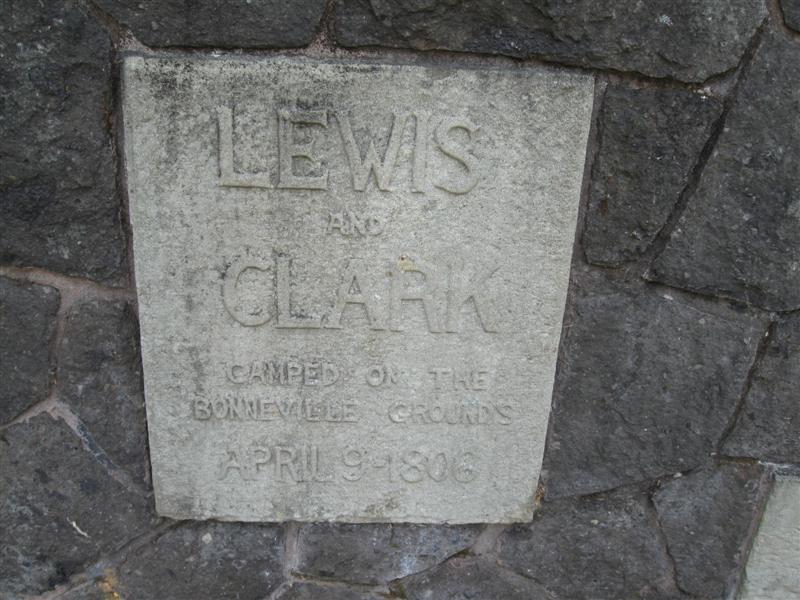 LEWIS
AND
CLARK
CAMPED ON THE
BONNEVILLE GROUNDS
APRIL 9-1806